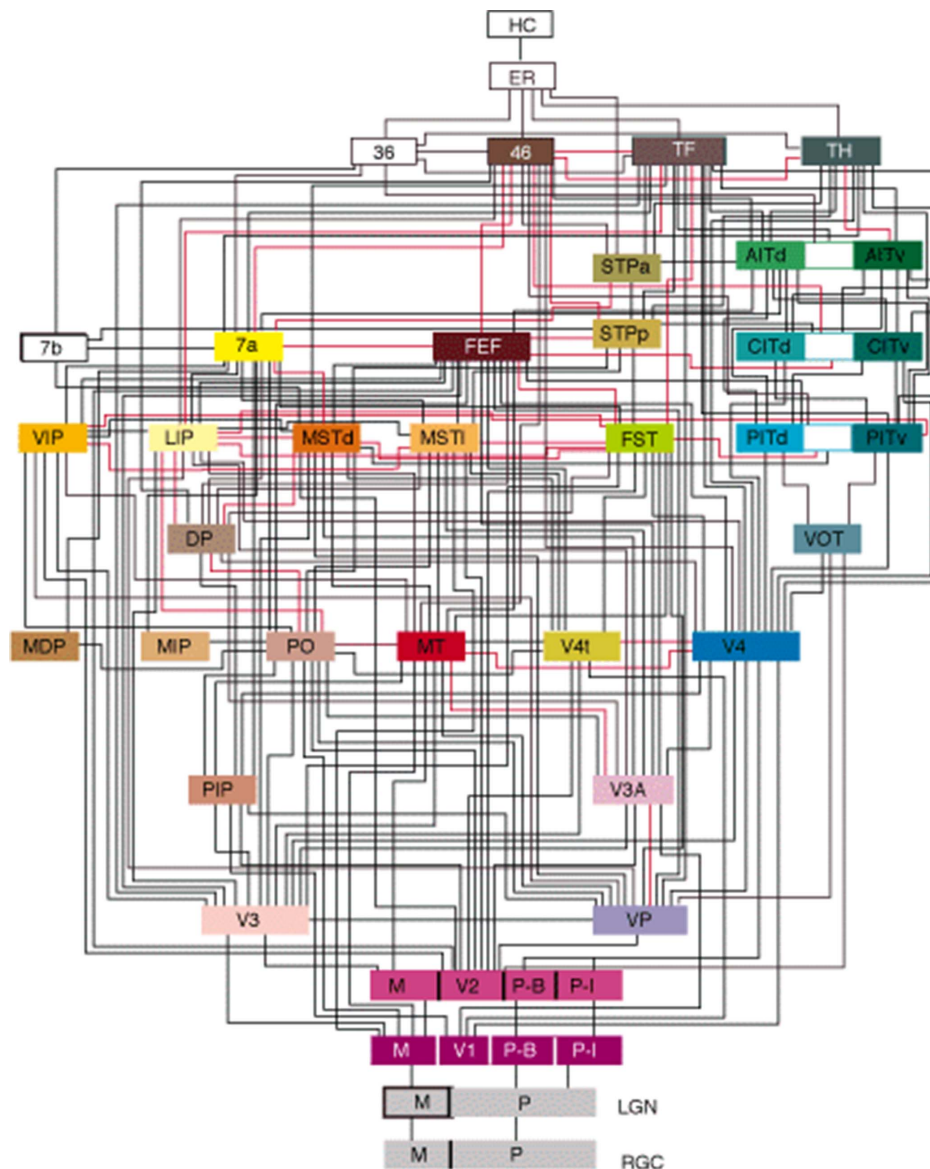 HC
ER
36 46 TF TH
STPa AITd AITv
7b 7a FEF STPp CITd CITv
VIP LIP MSTd MSTl FST PITd PITv
DP VOT
MDP MIP PO MT V4t V4
PIP V3A
V3 VP
M V2 P-B P-I
M V1 P-B P-I
M P LGN
M P RGC